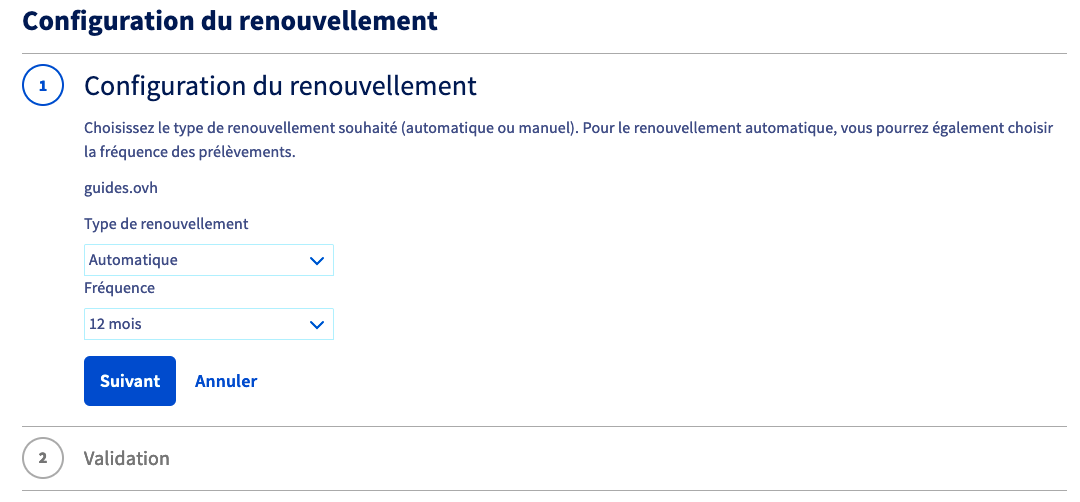 Configuration du renouvellement
1
Configuration du renouvellement
Choisissez le type de renouvellement souhaité (automatique ou manuel). Pour le renouvellement automatique, vous pourrez également choisir
la fréquence des prélèvements.
guides.ovh
Type de renouvellement
Automatique
Fréquence
12 mois
Suivant Annuler
2
Validation